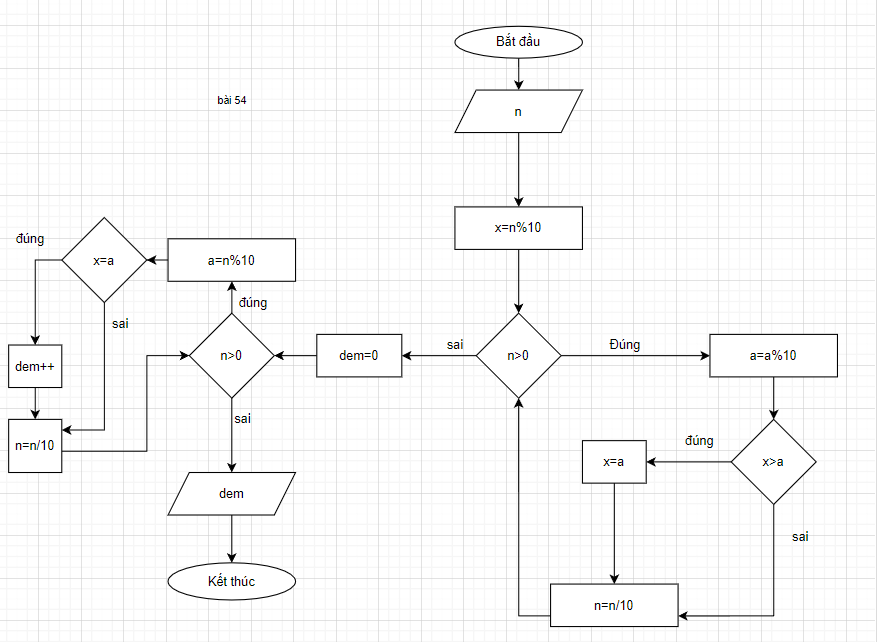 Bắt đầu
bài 54
n
x=n%10
đúng
x=a
a=n%10
đúng
sai
n>0
dem=0
sai
n>0
Đúng
a=a%10
dem++
n=n/10
sai
x=a
đúng
x>a
dem
sai
Kết thúc
n=n/10